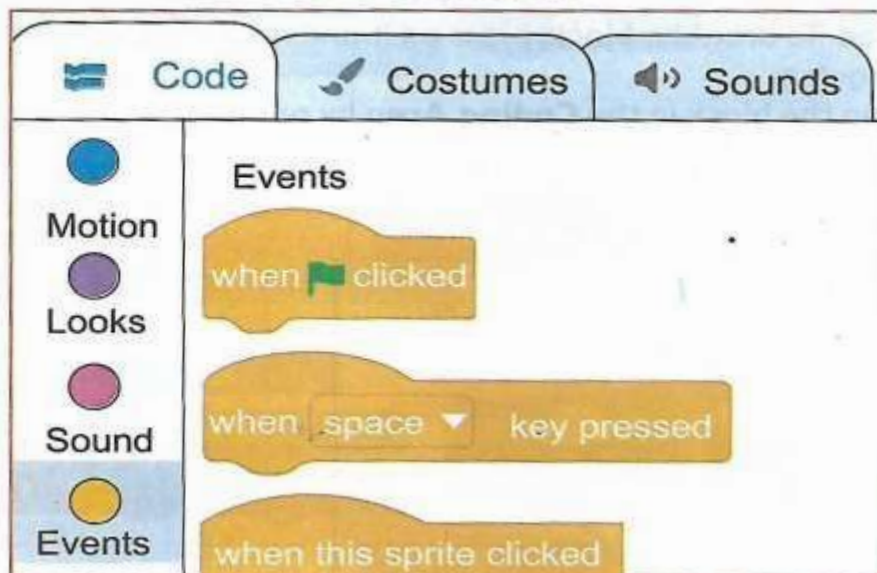 Code Costumes Sounds
Motion
Looks
Sound
Events
Events
when clicked
when space key pressed
when this sprite clicked